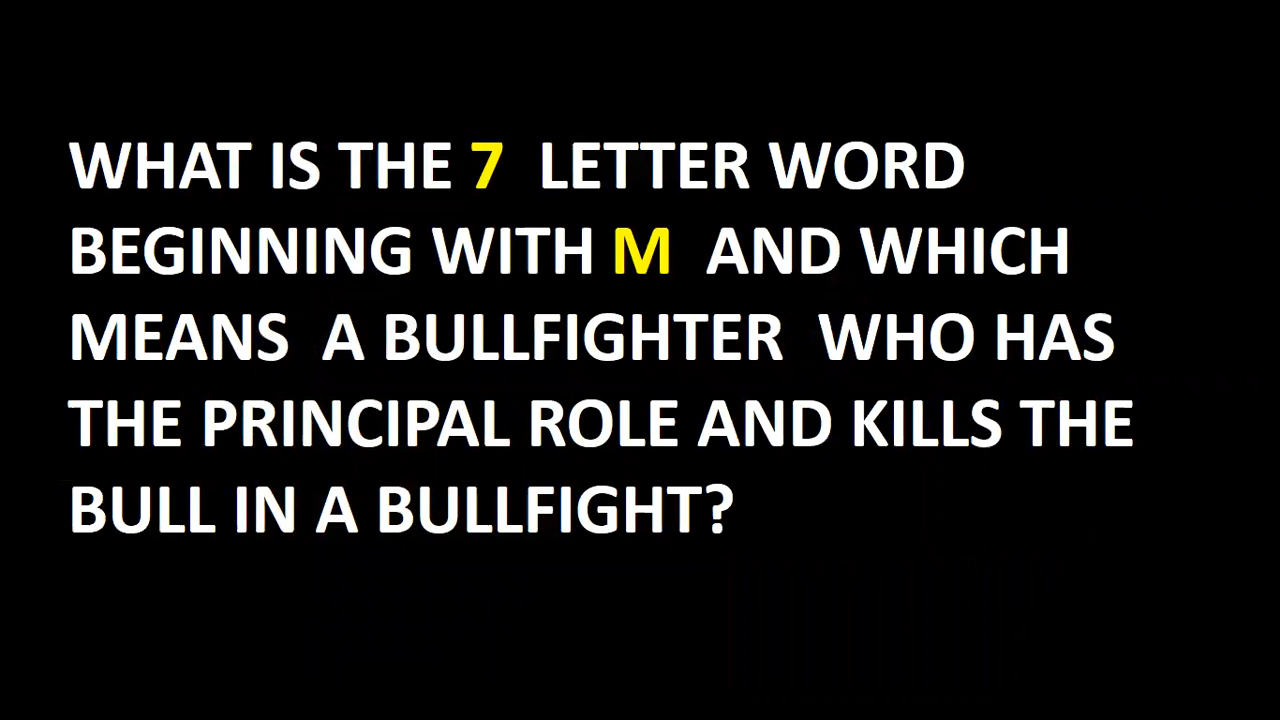 WHAT IS THE 7 LETTER WORD
BEGINNING WITH M AND WHICH
MEANS A BULLFIGHTER WHO HAS
THE PRINCIPAL ROLE AND KILLS THE
BULL IN A BULLFIGHT?